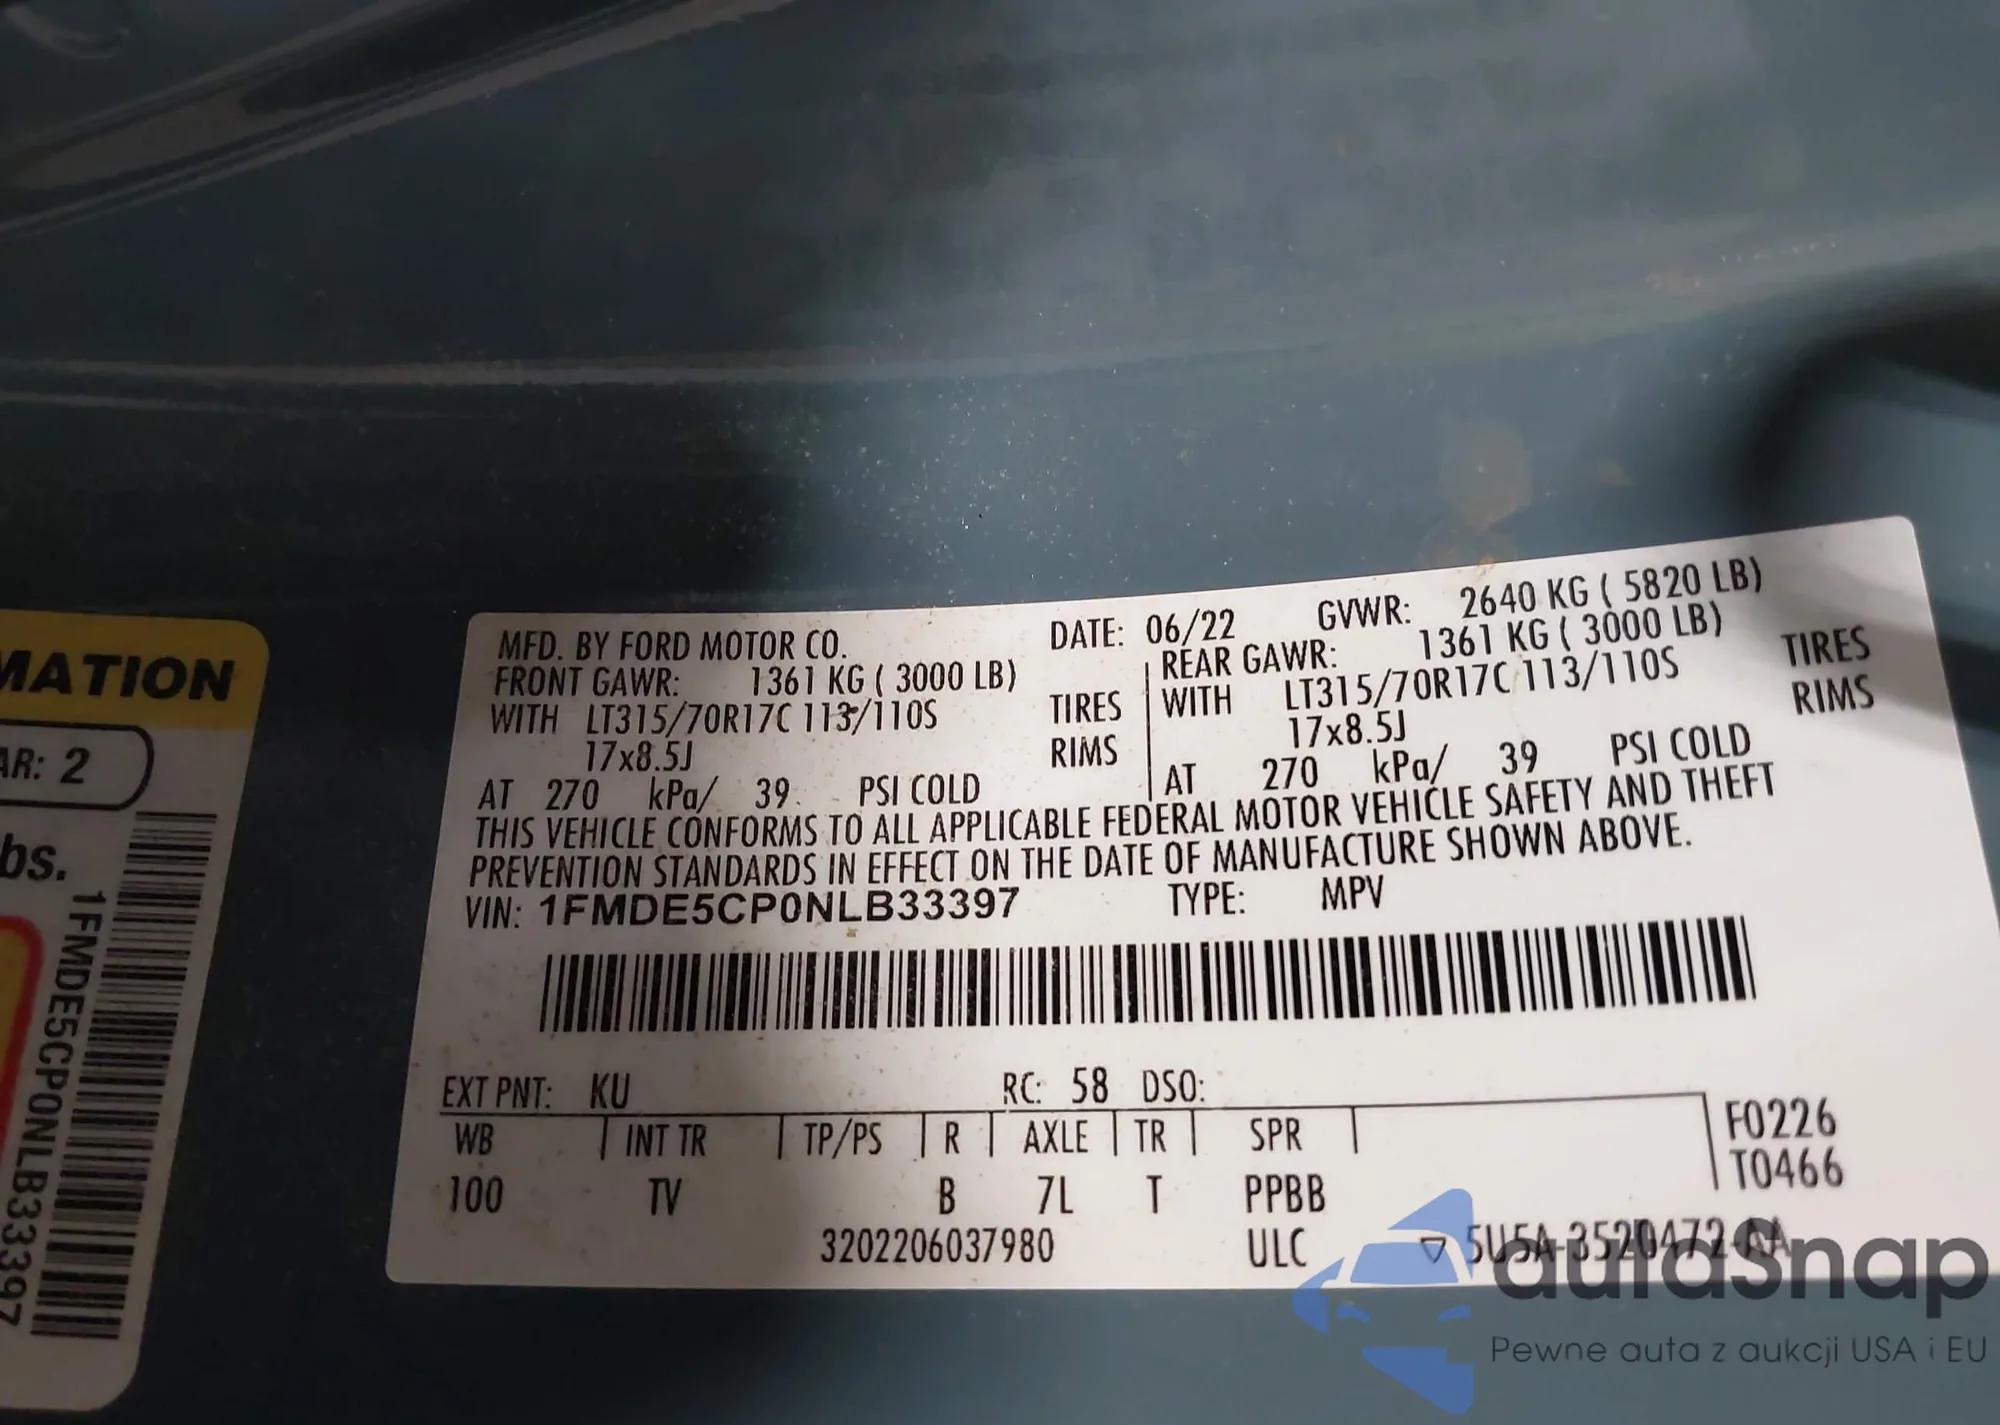 MATION
AR: 2
bs.
1FMDE5CP0NLB33397
MFD. BY FORD MOTOR CO. DATE: 06/22 GVWR: 2640 KG ( 5820 LB)
FRONT GAWR: 1361 KG ( 3000 LB) REAR GAWR: 1361 KG ( 3000 LB)
WITH LT315/70R17C 113/110S TIRES WITH LT315/70R17C 113/110S TIRES
17x8.5J RIMS 17x8.5J RIMS
AT 270 kPa/ 39 PSI COLD AT 270 kPa/ 39 PSI COLD
THIS VEHICLE CONFORMS TO ALL APPLICABLE FEDERAL MOTOR VEHICLE SAFETY AND THEFT
PREVENTION STANDARDS IN EFFECT ON THE DATE OF MANUFACTURE SHOWN ABOVE.
VIN: 1FMDE5CP0NLB33397 TYPE: MPV
EXT PNT: KU RC: 58 DSO:
WB INT TR TP/PS R AXLE TR SPR F0226
T0466
100 TV B 7L T PPBB
3202206037980 ULC 5U5A-3520472-AA
autaSnap
Pewne auta z aukcji USA i EU